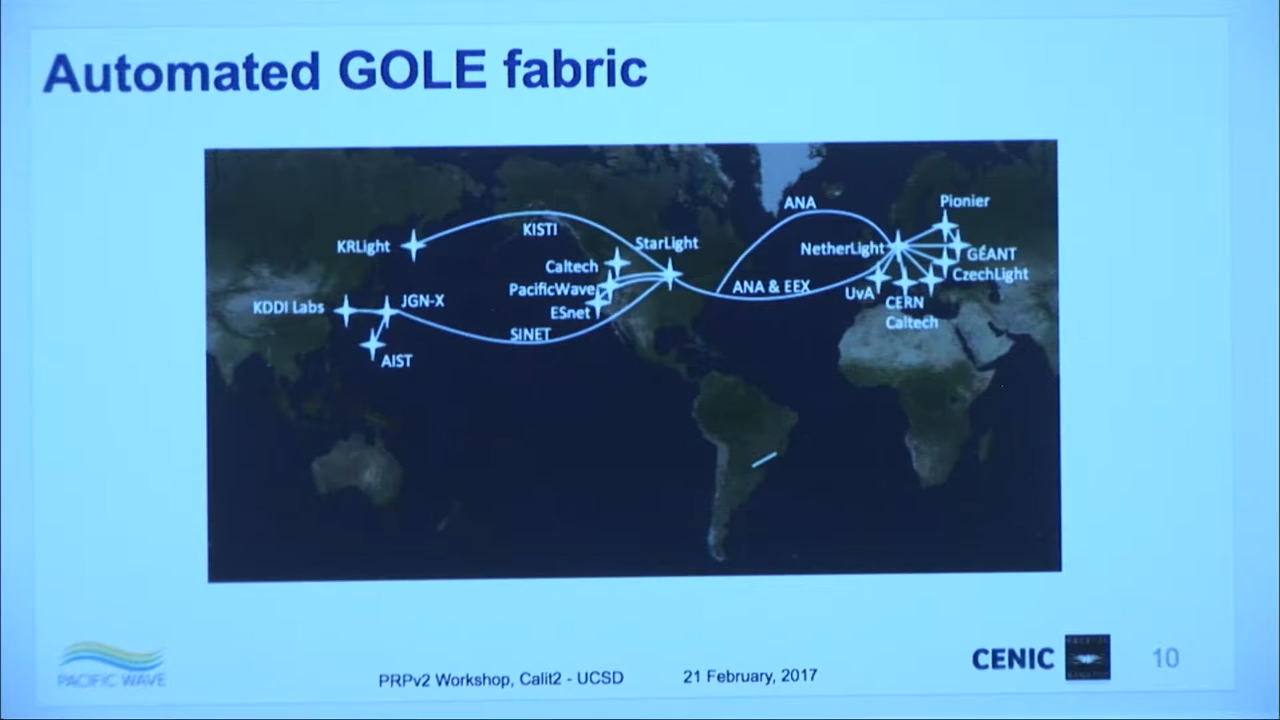 Automated GOLE fabric
ANA
Pionier
KRLight
KISTI
StarLight
NetherLight
GÉANT
Caltech
CzechLight
PacificWave
ANA & EEX
UvA
CERN
Caltech
KDDI Labs
JGN-X
ESnet
SINET
AIST
PACIFIC WAVE
PRPv2 Workshop, Calit2 - UCSD
21 February, 2017
CENIC
10